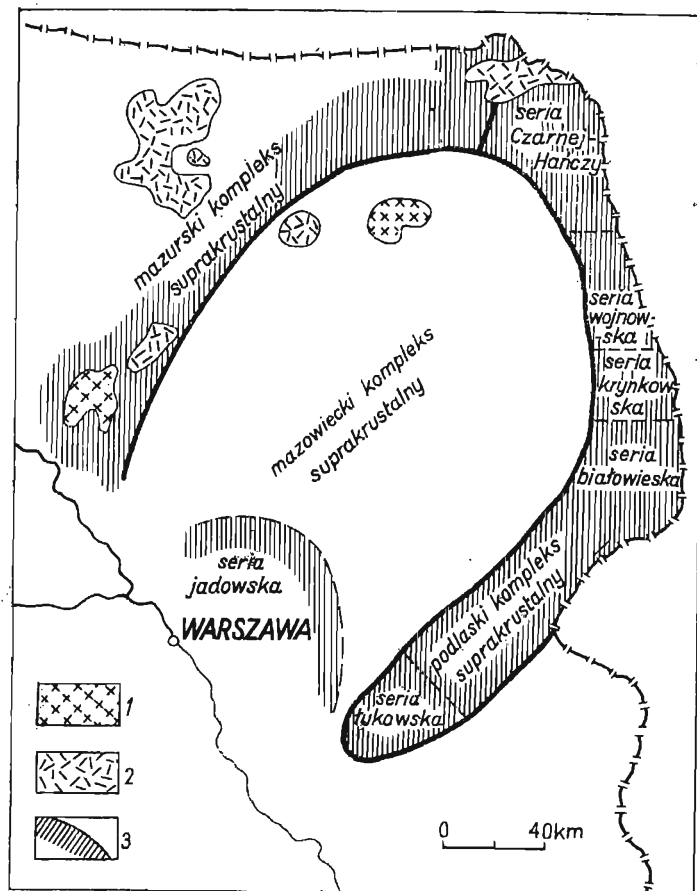 seria
Czarnej-
Hańczy
mazurski kompleks
suprakrustalny
seria
wojnow-
ska
seria
krynkow-
ska
mazowiecki kompleks
suprakrustalny
seria
białowieska
seria
jadowska
WARSZAWA
podlaski kompleks
suprakrustalny
seria
łukowska
1
2
3
0 40km